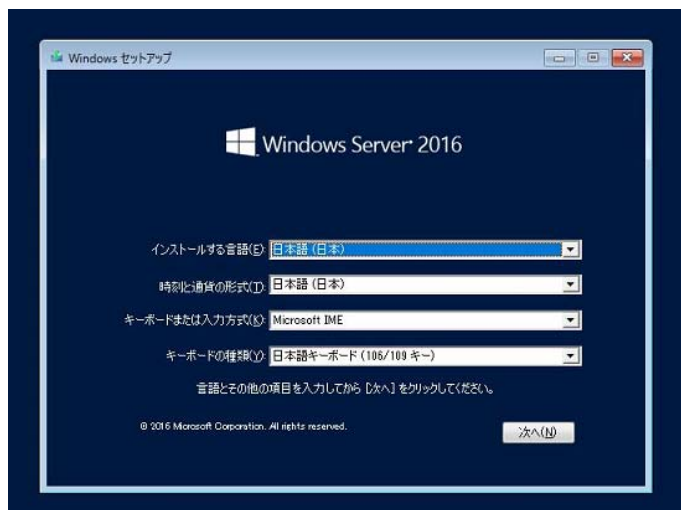 Windows セットアップ
Windows Server 2016
インストールする言語(E): 日本語 (日本)
時刻と通貨の形式(T): 日本語 (日本)
キーボードまたは入力方式(K): Microsoft IME
キーボードの種類(Y): 日本語キーボード (106/109 キー)
言語とその他の項目を入力してから [次へ] をクリックしてください。
© 2016 Microsoft Corporation. All rights reserved.
次へ(N)